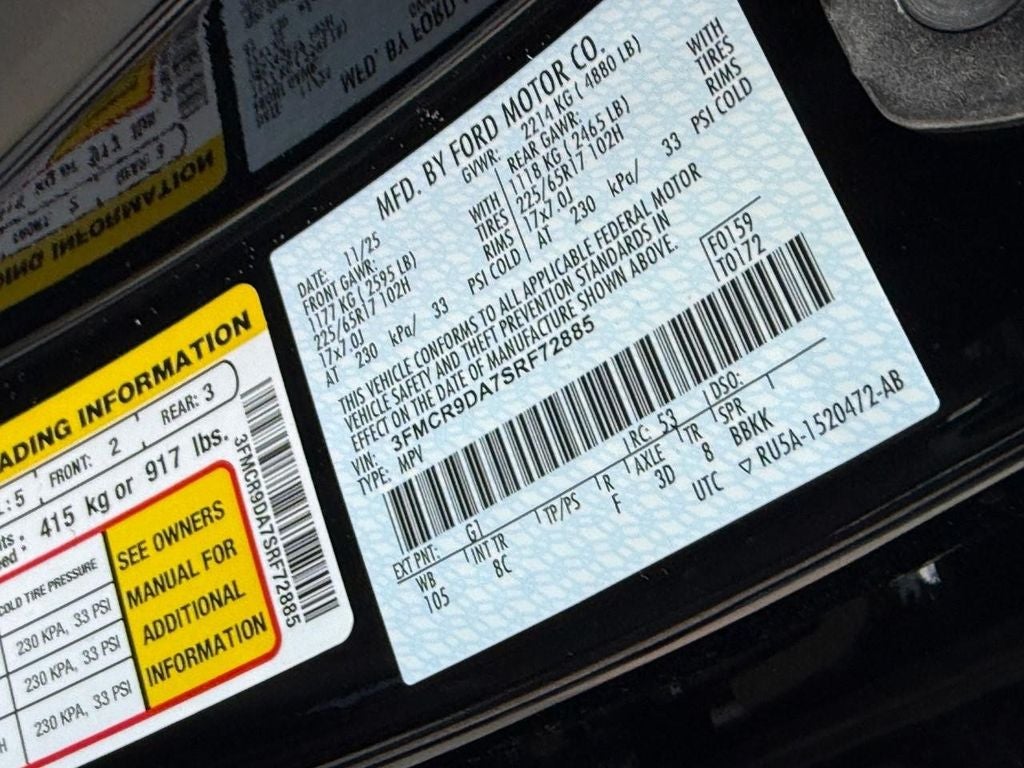 MFD. BY FORD MOTOR CO.
DATE: 11/25
GVWR: 2214 KG ( 4880 LB)
FRONT GAWR:
REAR GAWR:
1177 KG ( 2595 LB)
WITH
1118 KG ( 2465 LB)
WITH
225/65R17 102H
TIRES
225/65R17 102H
TIRES
17x7.0J
RIMS
17x7.0J
RIMS
AT 230 kPa/ 33 PSI COLD
AT 230 kPa/ 33 PSI COLD
THIS VEHICLE CONFORMS TO ALL APPLICABLE FEDERAL MOTOR
VEHICLE SAFETY AND THEFT PREVENTION STANDARDS IN
EFFECT ON THE DATE OF MANUFACTURE SHOWN ABOVE.
VIN: 3FMCR9DA7SRF72885
TYPE: MPV
F0159
T0172
EXT PNT: G1
RC: 53
DSO:
WB
INT TR
TP/PS
R
AXLE
TR
SPR
105
8C
F
3D
8
BBKK
UTC
▽ RU5A-1520472-AB
ADING INFORMATION
: 5
FRONT: 2
REAR: 3
415 kg or 917 lbs.
3FMCR9DA7SRF72885
COLD TIRE PRESSURE
230 KPA, 33 PSI
230 KPA, 33 PSI
230 KPA, 33 PSI
SEE OWNERS
MANUAL FOR
ADDITIONAL
INFORMATION